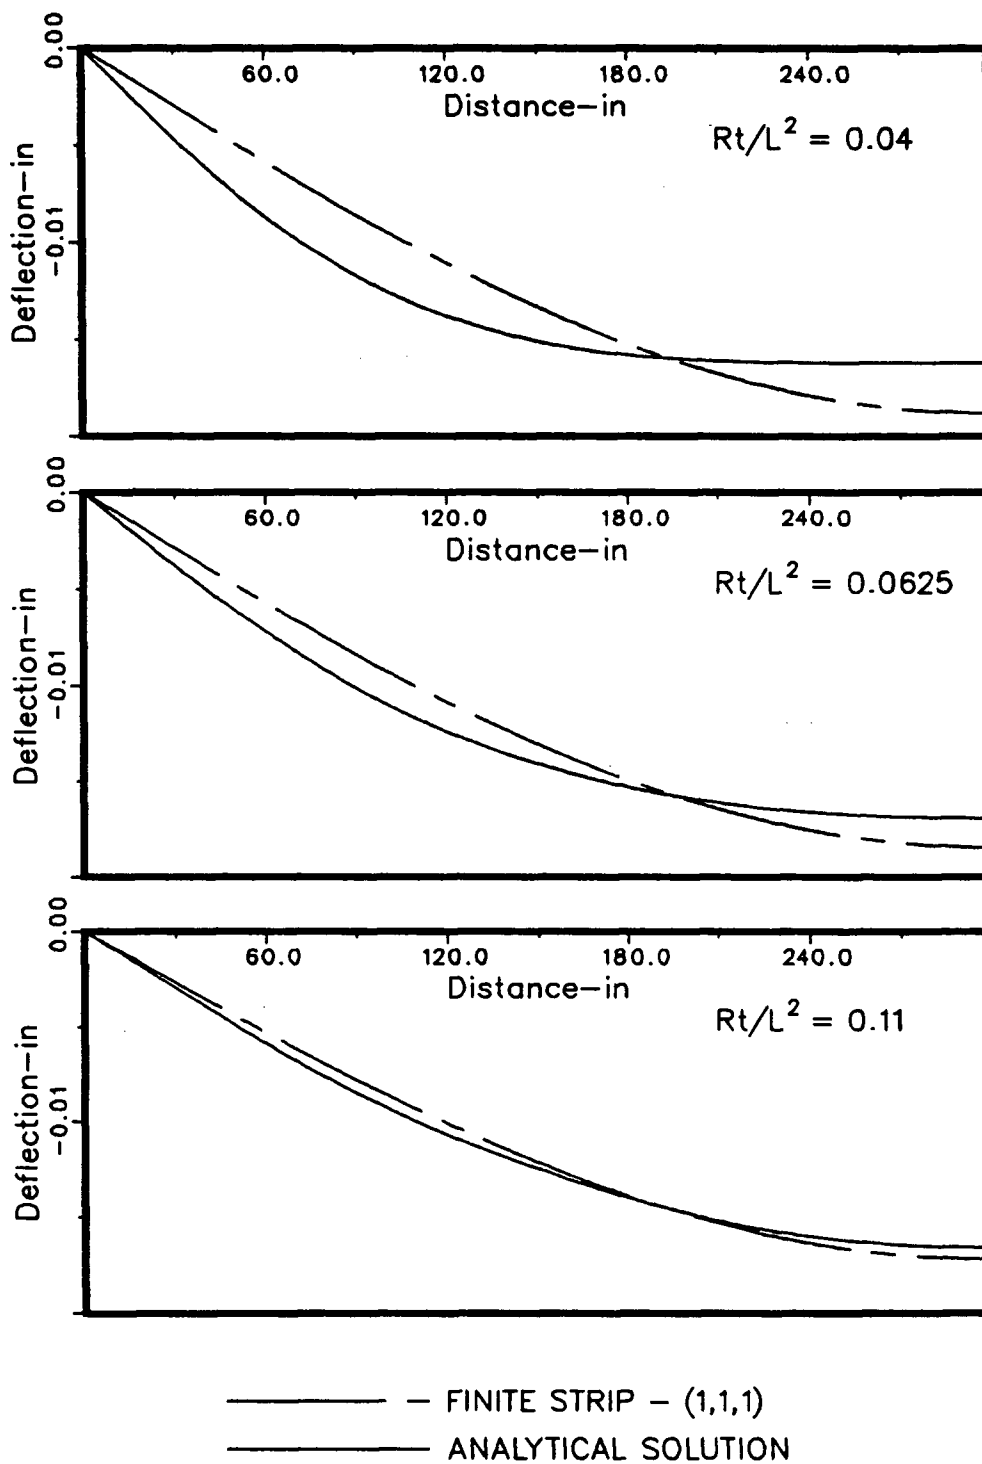 0.00
60.0 120.0 180.0 240.0
Distance-in
Rt/L² = 0.04
-0.01
Deflection-in
0.00
60.0 120.0 180.0 240.0
Distance-in
Rt/L² = 0.0625
-0.01
Deflection-in
0.00
60.0 120.0 180.0 240.0
Distance-in
Rt/L² = 0.11
-0.01
Deflection-in
FINITE STRIP - (1,1,1)
ANALYTICAL SOLUTION